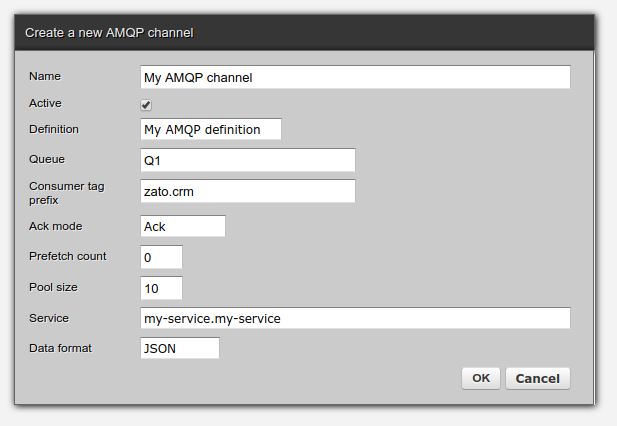 Create a new AMQP channel
Name My AMQP channel
Active
Definition My AMQP definition
Queue Q1
Consumer tag prefix zato.crm
Ack mode Ack
Prefetch count 0
Pool size 10
Service my-service.my-service
Data format JSON
OK Cancel